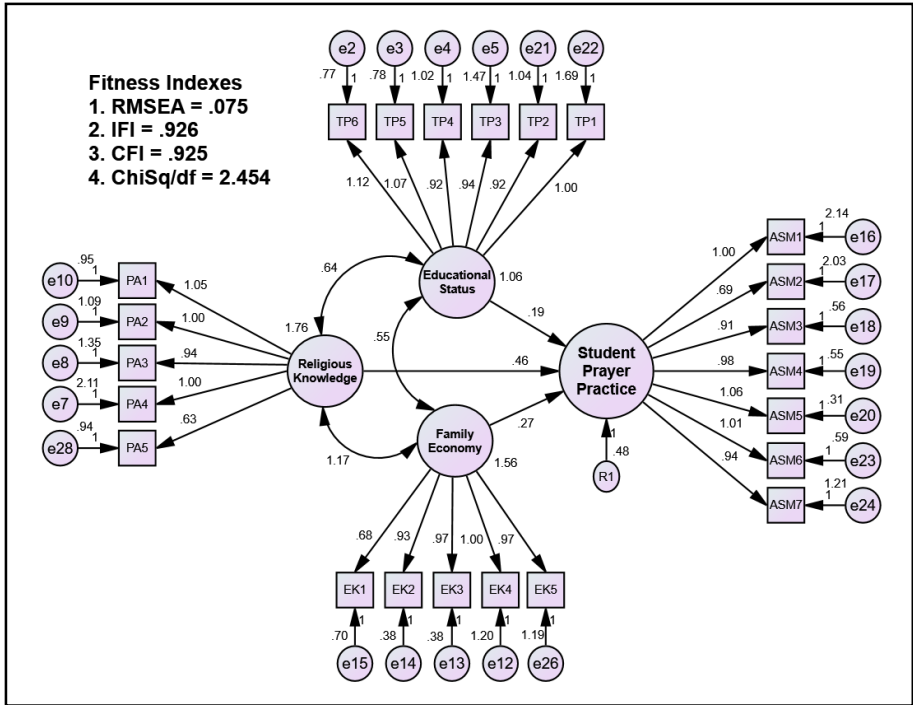 e2 e3 e4 e5 e21 e22
.77 1 .78 1 1.02 1 1.47 1 1.04 1 1.69 1
Fitness Indexes
1. RMSEA = .075
2. IFI = .926
3. CFI = .925
4. ChiSq/df = 2.454
TP6 TP5 TP4 TP3 TP2 TP1
1.12 1.07 .92 .94 .92 1.00
Educational
Status
1.06
.64
.55
1.17
.19
.46
.27
e10 .95 1 PA1 1.05
e9 1.09 1 PA2 1.00
e8 1.35 1 PA3 .94
e7 2.11 1 PA4 1.00
e28 .94 1 PA5 .63
1.76
Religious
Knowledge
Student
Prayer
Practice
1
.48
R1
1.00 ASM1 1 2.14 e16
.69 ASM2 1 2.03 e17
.91 ASM3 1 .56 e18
.98 ASM4 1 .55 e19
1.06 ASM5 1 .31 e20
1.01 ASM6 1 .59 e23
.94 ASM7 1 1.21 e24
Family
Economy
1.56
.68 .93 .97 1.00 .97
EK1 EK2 EK3 EK4 EK5
.70 1 .38 1 .38 1 1.20 1 1.19 1
e15 e14 e13 e12 e26